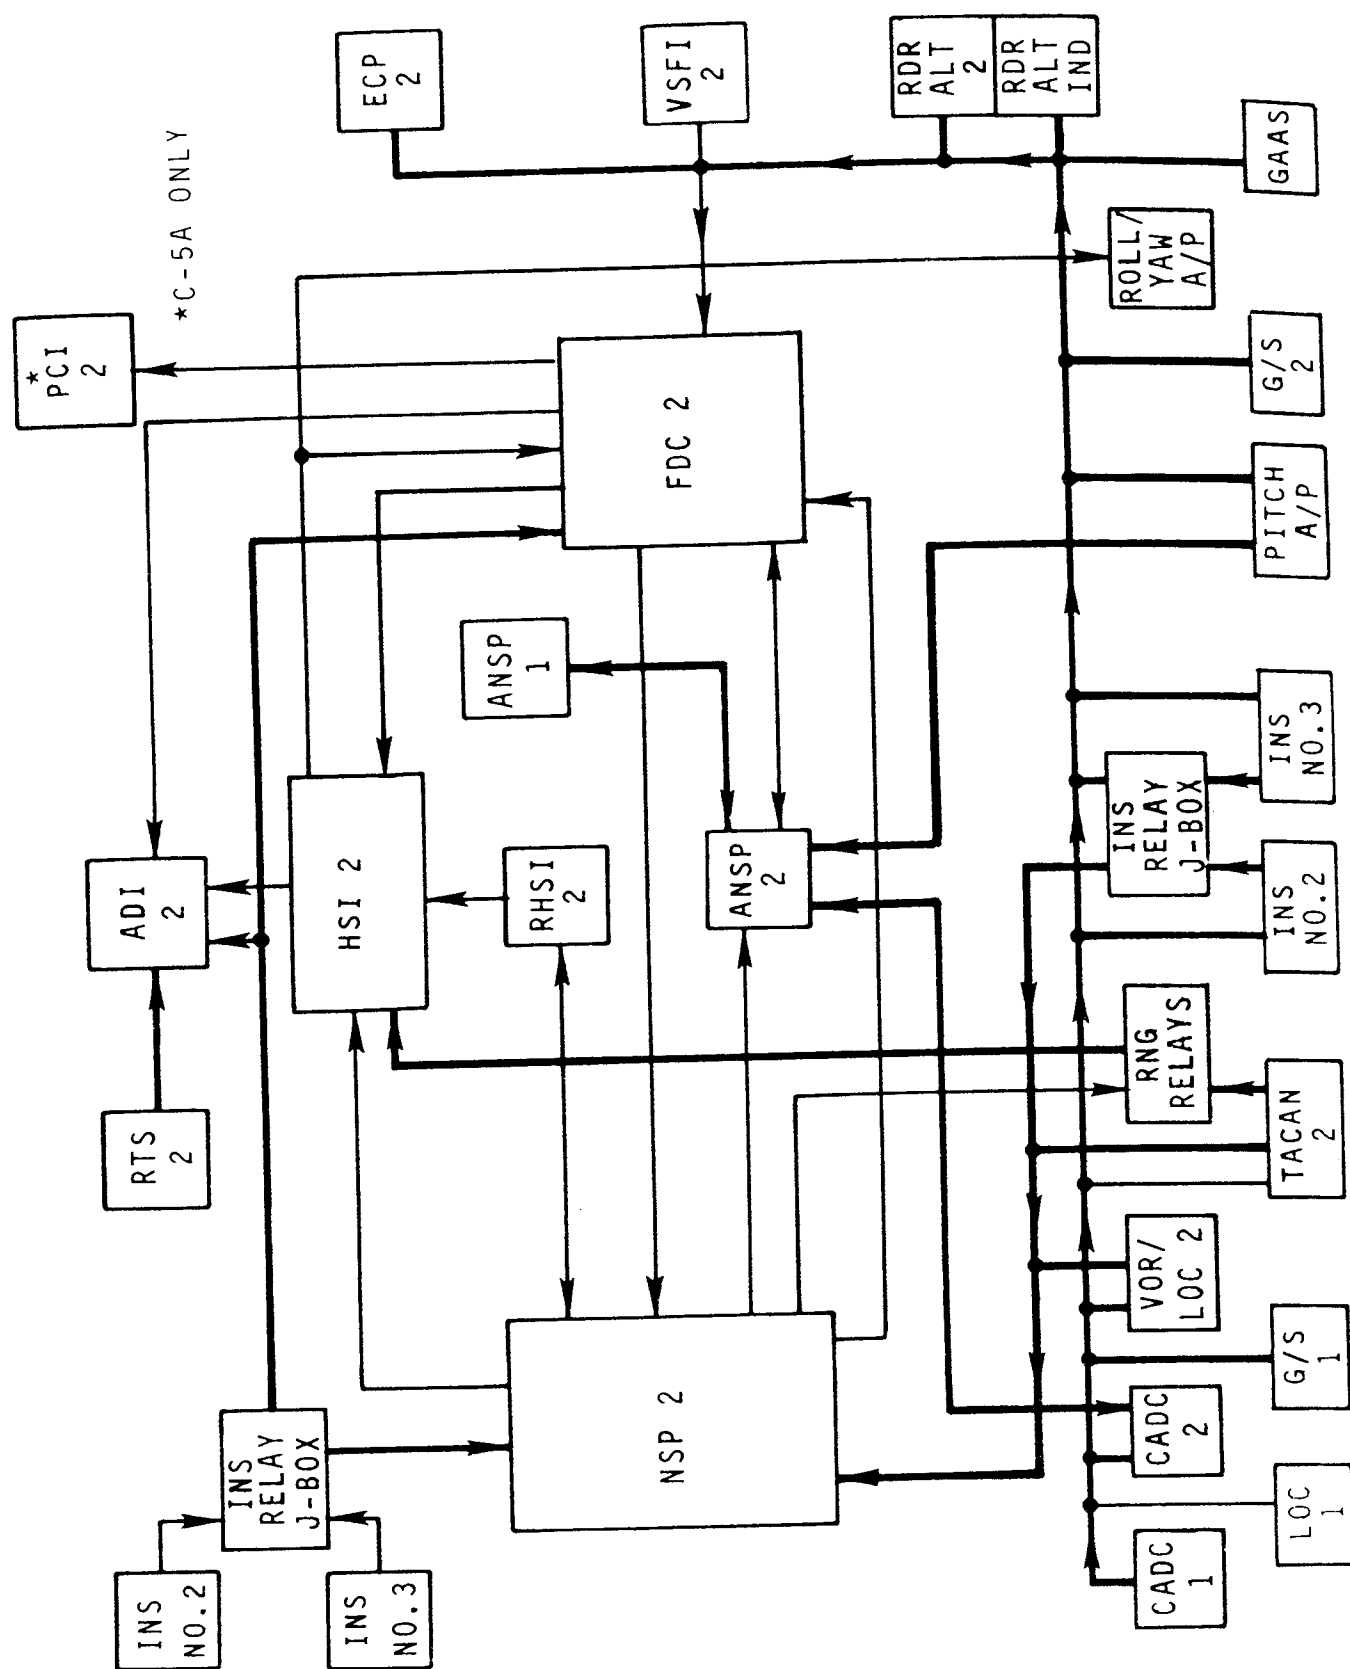 *
PCI
2
*C-5A ONLY
ECP
2
VSFI
2
RDR
ALT
2
RDR
ALT
IND
GAAS
ROLL/
YAW
A/P
G/S
2
PITCH
A/P
FDC 2
ANSP
1
ADI
2
HSI 2
RHSI
2
ANSP
2
INS
RELAY
J-BOX
INS
NO.3
INS
NO.2
RTS
2
RNG
RELAYS
TACAN
2
VOR/
LOC 2
G/S
1
NSP 2
CADC
2
LOC
1
CADC
1
INS
RELAY
J-BOX
INS
NO.2
INS
NO.3